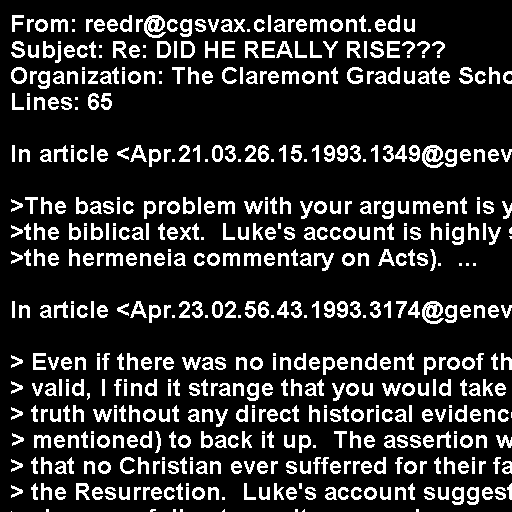 From: reedr@cgsvax.claremont.edu
Subject: Re: DID HE REALLY RISE???
Organization: The Claremont Graduate Scho
Lines: 65
In article <Apr.21.03.26.15.1993.1349@genev
>The basic problem with your argument is y
>the biblical text.  Luke's account is highly s
>the hermeneia commentary on Acts).  ...
In article <Apr.23.02.56.43.1993.3174@genev
> Even if there was no independent proof th
> valid, I find it strange that you would take
> truth without any direct historical evidenc
> mentioned) to back it up.  The assertion w
> that no Christian ever sufferred for their fa
> the Resurrection.  Luke's account suggest